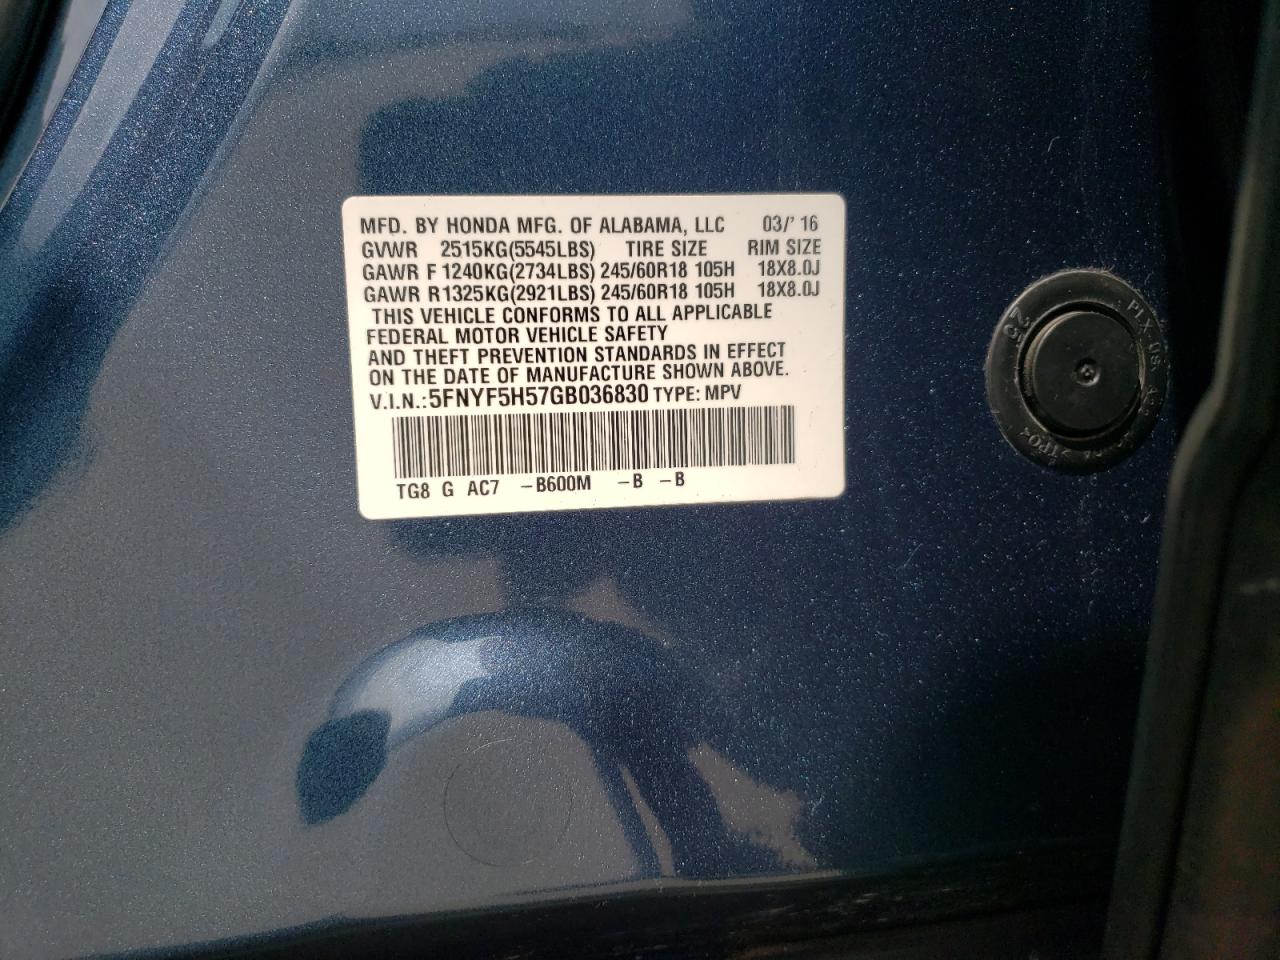 MFD. BY HONDA MFG. OF ALABAMA, LLC 03/' 16
GVWR 2515KG(5545LBS) TIRE SIZE RIM SIZE
GAWR F 1240KG(2734LBS) 245/60R18 105H 18X8.0J
GAWR R1325KG(2921LBS) 245/60R18 105H 18X8.0J
THIS VEHICLE CONFORMS TO ALL APPLICABLE
FEDERAL MOTOR VEHICLE SAFETY
AND THEFT PREVENTION STANDARDS IN EFFECT
ON THE DATE OF MANUFACTURE SHOWN ABOVE.
V.I.N.:5FNYF5H57GB036830 TYPE: MPV
TG8 G AC7 -B600M -B -B
25